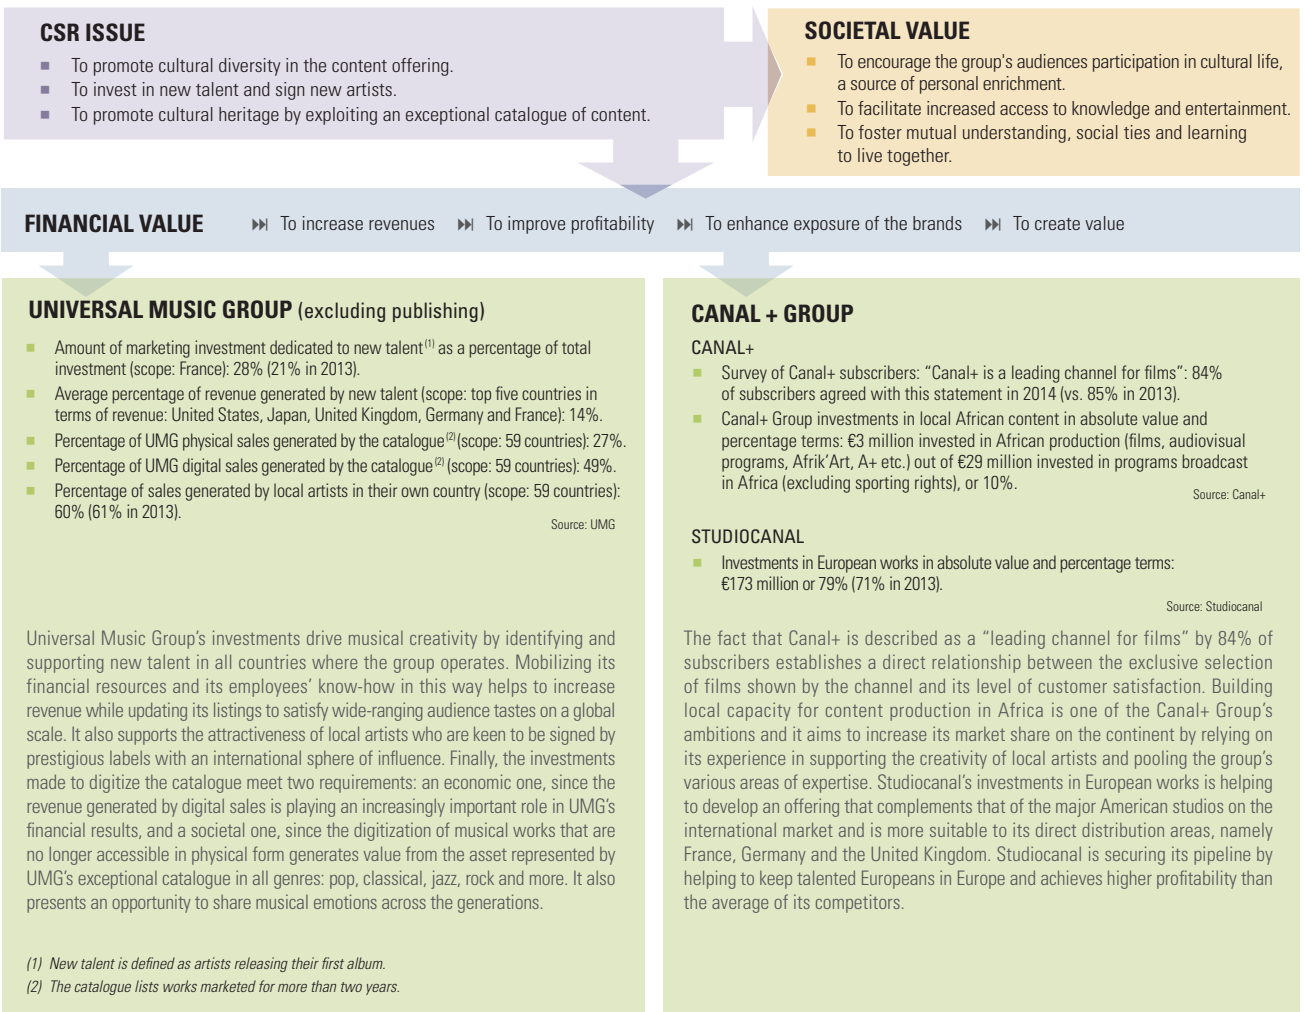 CSR ISSUE
■ To promote cultural diversity in the content offering.
■ To invest in new talent and sign new artists.
■ To promote cultural heritage by exploiting an exceptional catalogue of content.
SOCIETAL VALUE
■ To encourage the group's audiences participation in cultural life,
a source of personal enrichment.
■ To facilitate increased access to knowledge and entertainment.
■ To foster mutual understanding, social ties and learning
to live together.
FINANCIAL VALUE To increase revenues To improve profitability To enhance exposure of the brands To create value
UNIVERSAL MUSIC GROUP (excluding publishing)
■ Amount of marketing investment dedicated to new talent(1) as a percentage of total
investment (scope: France): 28% (21% in 2013).
■ Average percentage of revenue generated by new talent (scope: top five countries in
terms of revenue: United States, Japan, United Kingdom, Germany and France): 14%.
■ Percentage of UMG physical sales generated by the catalogue(2) (scope: 59 countries): 27%.
■ Percentage of UMG digital sales generated by the catalogue(2) (scope: 59 countries): 49%.
■ Percentage of sales generated by local artists in their own country (scope: 59 countries):
60% (61% in 2013).
Source: UMG
Universal Music Group's investments drive musical creativity by identifying and
supporting new talent in all countries where the group operates. Mobilizing its
financial resources and its employees' know-how in this way helps to increase
revenue while updating its listings to satisfy wide-ranging audience tastes on a global
scale. It also supports the attractiveness of local artists who are keen to be signed by
prestigious labels with an international sphere of influence. Finally, the investments
made to digitize the catalogue meet two requirements: an economic one, since the
revenue generated by digital sales is playing an increasingly important role in UMG's
financial results, and a societal one, since the digitization of musical works that are
no longer accessible in physical form generates value from the asset represented by
UMG's exceptional catalogue in all genres: pop, classical, jazz, rock and more. It also
presents an opportunity to share musical emotions across the generations.
(1) New talent is defined as artists releasing their first album.
(2) The catalogue lists works marketed for more than two years.
CANAL + GROUP
CANAL+
■ Survey of Canal+ subscribers: “Canal+ is a leading channel for films”: 84%
of subscribers agreed with this statement in 2014 (vs. 85% in 2013).
■ Canal+ Group investments in local African content in absolute value and
percentage terms: €3 million invested in African production (films, audiovisual
programs, Afrik'Art, A+ etc.) out of €29 million invested in programs broadcast
in Africa (excluding sporting rights), or 10%.
Source: Canal+
STUDIOCANAL
■ Investments in European works in absolute value and percentage terms:
€173 million or 79% (71% in 2013).
Source: Studiocanal
The fact that Canal+ is described as a “leading channel for films” by 84% of
subscribers establishes a direct relationship between the exclusive selection
of films shown by the channel and its level of customer satisfaction. Building
local capacity for content production in Africa is one of the Canal+ Group's
ambitions and it aims to increase its market share on the continent by relying on
its experience in supporting the creativity of local artists and pooling the group's
various areas of expertise. Studiocanal's investments in European works is helping
to develop an offering that complements that of the major American studios on the
international market and is more suitable to its direct distribution areas, namely
France, Germany and the United Kingdom. Studiocanal is securing its pipeline by
helping to keep talented Europeans in Europe and achieves higher profitability than
the average of its competitors.